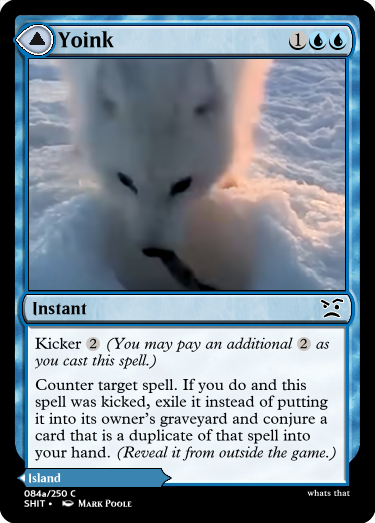 Yoink 1
Instant
Kicker 2 (You may pay an additional 2 as
you cast this spell.)
Counter target spell. If you do and this
spell was kicked, exile it instead of putting
it into its owner's graveyard and conjure a
card that is a duplicate of that spell into
your hand. (Reveal it from outside the game.)
Island
084a/250 C
whats that
SHIT • Mark Poole